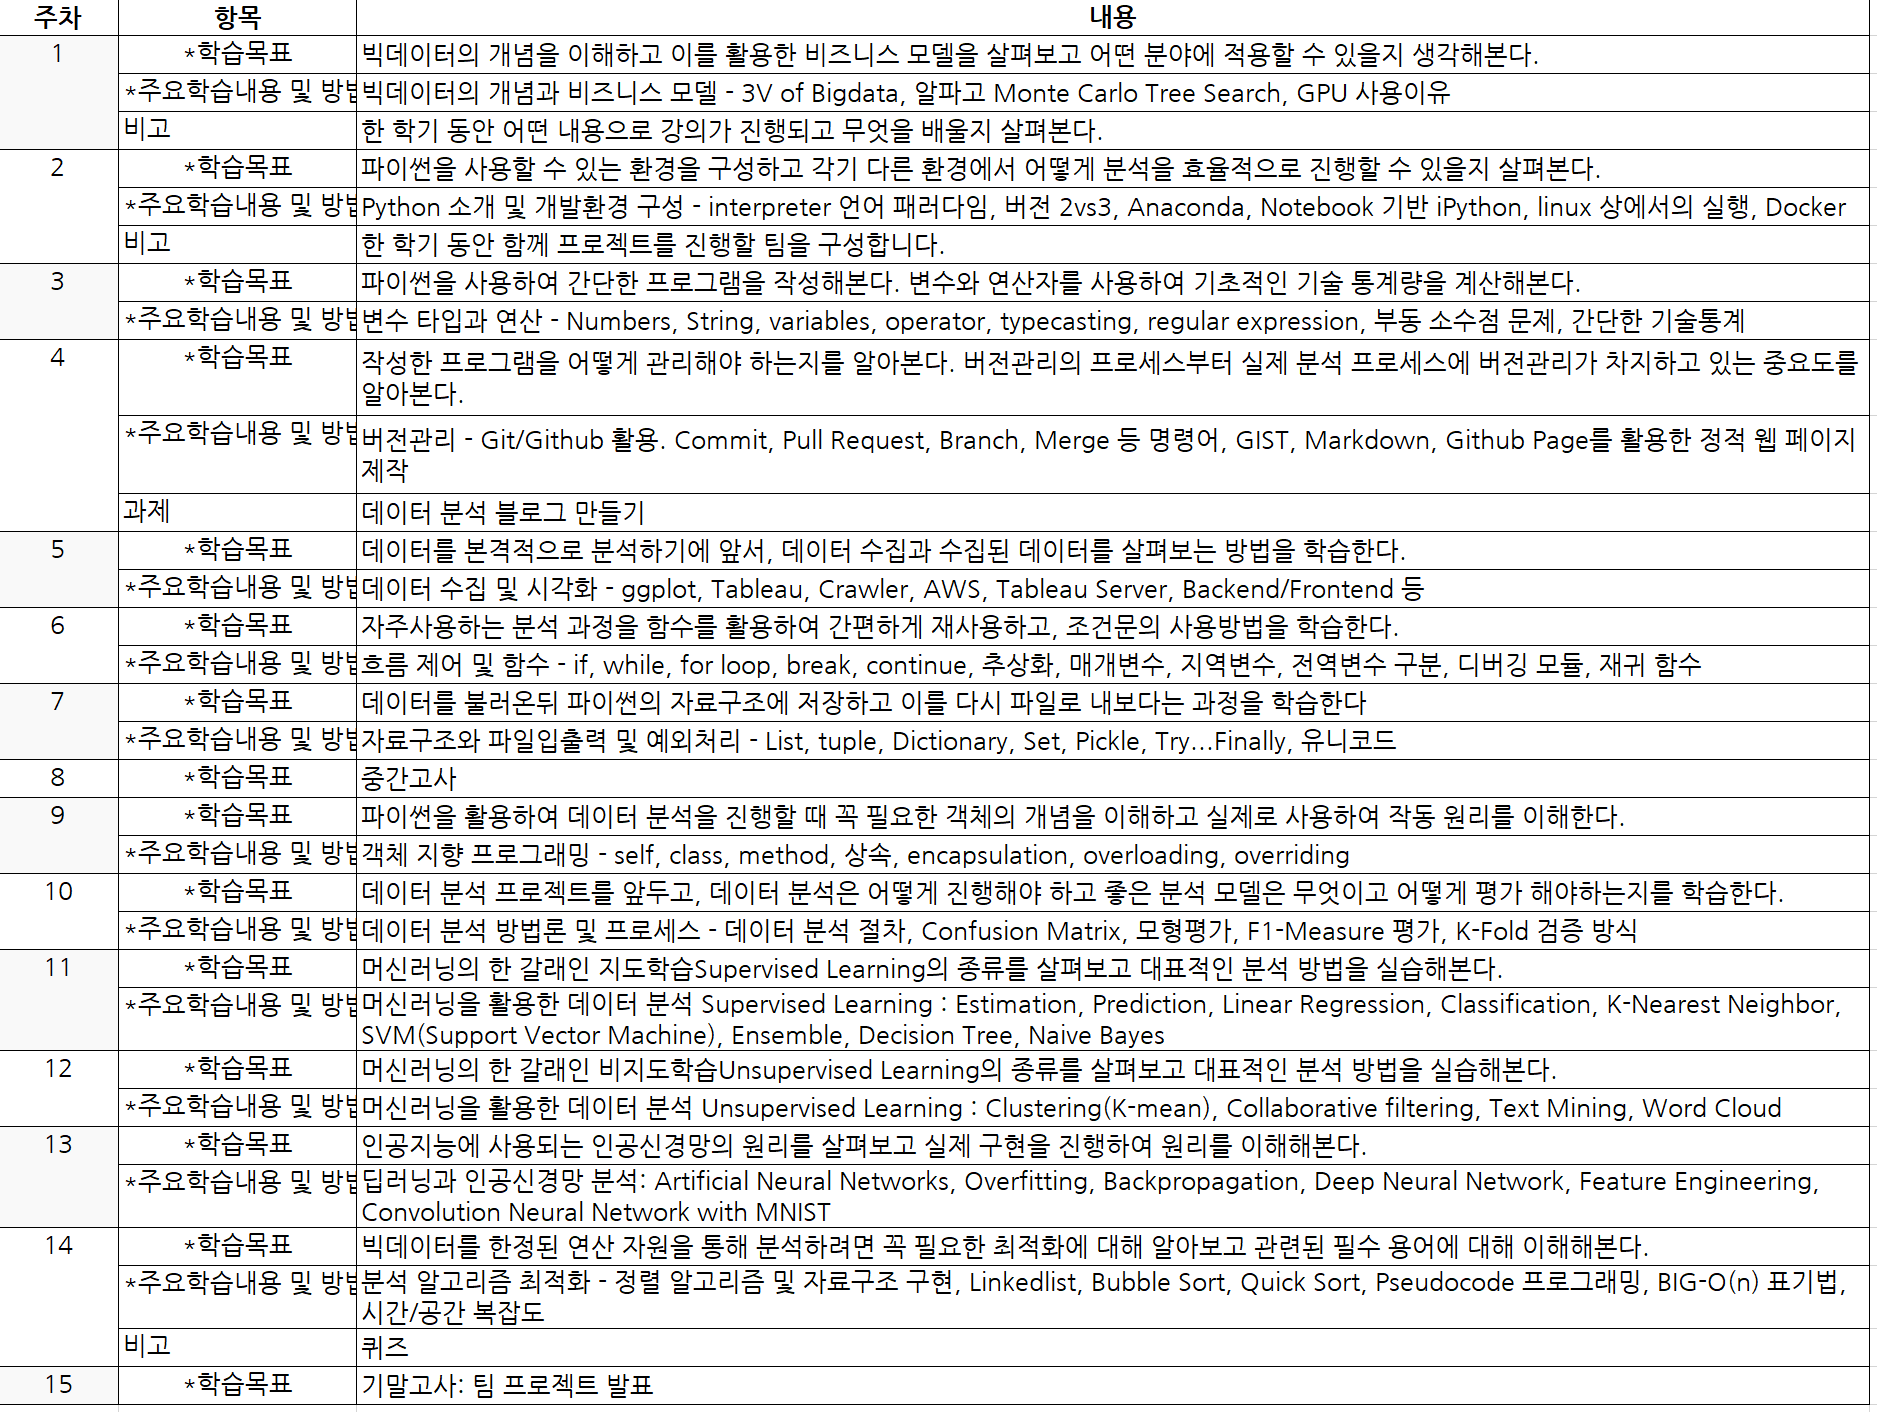 주차 항목 내용
1 *학습목표 빅데이터의 개념을 이해하고 이를 활용한 비즈니스 모델을 살펴보고 어떤 분야에 적용할 수 있을지 생각해본다.
*주요학습내용 및 방법 빅데이터의 개념과 비즈니스 모델 - 3V of Bigdata, 알파고 Monte Carlo Tree Search, GPU 사용이유
비고 한 학기 동안 어떤 내용으로 강의가 진행되고 무엇을 배울지 살펴본다.
2 *학습목표 파이썬을 사용할 수 있는 환경을 구성하고 각기 다른 환경에서 어떻게 분석을 효율적으로 진행할 수 있을지 살펴본다.
*주요학습내용 및 방법 Python 소개 및 개발환경 구성 - interpreter 언어 패러다임, 버전 2vs3, Anaconda, Notebook 기반 iPython, linux 상에서의 실행, Docker
비고 한 학기 동안 함께 프로젝트를 진행할 팀을 구성합니다.
3 *학습목표 파이썬을 사용하여 간단한 프로그램을 작성해본다. 변수와 연산자를 사용하여 기초적인 기술 통계량을 계산해본다.
*주요학습내용 및 방법 변수 타입과 연산 - Numbers, String, variables, operator, typecasting, regular expression, 부동 소수점 문제, 간단한 기술통계
4 *학습목표 작성한 프로그램을 어떻게 관리해야 하는지를 알아본다. 버전관리의 프로세스부터 실제 분석 프로세스에 버전관리가 차지하고 있는 중요도를
알아본다.
*주요학습내용 및 방법 버전관리 - Git/Github 활용. Commit, Pull Request, Branch, Merge 등 명령어, GIST, Markdown, Github Page를 활용한 정적 웹 페이지
제작
과제 데이터 분석 블로그 만들기
5 *학습목표 데이터를 본격적으로 분석하기에 앞서, 데이터 수집과 수집된 데이터를 살펴보는 방법을 학습한다.
*주요학습내용 및 방법 데이터 수집 및 시각화 - ggplot, Tableau, Crawler, AWS, Tableau Server, Backend/Frontend 등
6 *학습목표 자주사용하는 분석 과정을 함수를 활용하여 간편하게 재사용하고, 조건문의 사용방법을 학습한다.
*주요학습내용 및 방법 흐름 제어 및 함수 - if, while, for loop, break, continue, 추상화, 매개변수, 지역변수, 전역변수 구분, 디버깅 모듈, 재귀 함수
7 *학습목표 데이터를 불러온뒤 파이썬의 자료구조에 저장하고 이를 다시 파일로 내보다는 과정을 학습한다
*주요학습내용 및 방법 자료구조와 파일입출력 및 예외처리 - List, tuple, Dictionary, Set, Pickle, Try...Finally, 유니코드
8 *학습목표 중간고사
9 *학습목표 파이썬을 활용하여 데이터 분석을 진행할 때 꼭 필요한 객체의 개념을 이해하고 실제로 사용하여 작동 원리를 이해한다.
*주요학습내용 및 방법 객체 지향 프로그래밍 - self, class, method, 상속, encapsulation, overloading, overriding
10 *학습목표 데이터 분석 프로젝트를 앞두고, 데이터 분석은 어떻게 진행해야 하고 좋은 분석 모델은 무엇이고 어떻게 평가 해야하는지를 학습한다.
*주요학습내용 및 방법 데이터 분석 방법론 및 프로세스 - 데이터 분석 절차, Confusion Matrix, 모형평가, F1-Measure 평가, K-Fold 검증 방식
11 *학습목표 머신러닝의 한 갈래인 지도학습Supervised Learning의 종류를 살펴보고 대표적인 분석 방법을 실습해본다.
*주요학습내용 및 방법 머신러닝을 활용한 데이터 분석 Supervised Learning : Estimation, Prediction, Linear Regression, Classification, K-Nearest Neighbor,
SVM(Support Vector Machine), Ensemble, Decision Tree, Naive Bayes
12 *학습목표 머신러닝의 한 갈래인 비지도학습Unsupervised Learning의 종류를 살펴보고 대표적인 분석 방법을 실습해본다.
*주요학습내용 및 방법 머신러닝을 활용한 데이터 분석 Unsupervised Learning : Clustering(K-mean), Collaborative filtering, Text Mining, Word Cloud
13 *학습목표 인공지능에 사용되는 인공신경망의 원리를 살펴보고 실제 구현을 진행하여 원리를 이해해본다.
*주요학습내용 및 방법 딥러닝과 인공신경망 분석: Artificial Neural Networks, Overfitting, Backpropagation, Deep Neural Network, Feature Engineering,
Convolution Neural Network with MNIST
14 *학습목표 빅데이터를 한정된 연산 자원을 통해 분석하려면 꼭 필요한 최적화에 대해 알아보고 관련된 필수 용어에 대해 이해해본다.
*주요학습내용 및 방법 분석 알고리즘 최적화 - 정렬 알고리즘 및 자료구조 구현, Linkedlist, Bubble Sort, Quick Sort, Pseudocode 프로그래밍, BIG-O(n) 표기법,
시간/공간 복잡도
비고 퀴즈
15 *학습목표 기말고사: 팀 프로젝트 발표